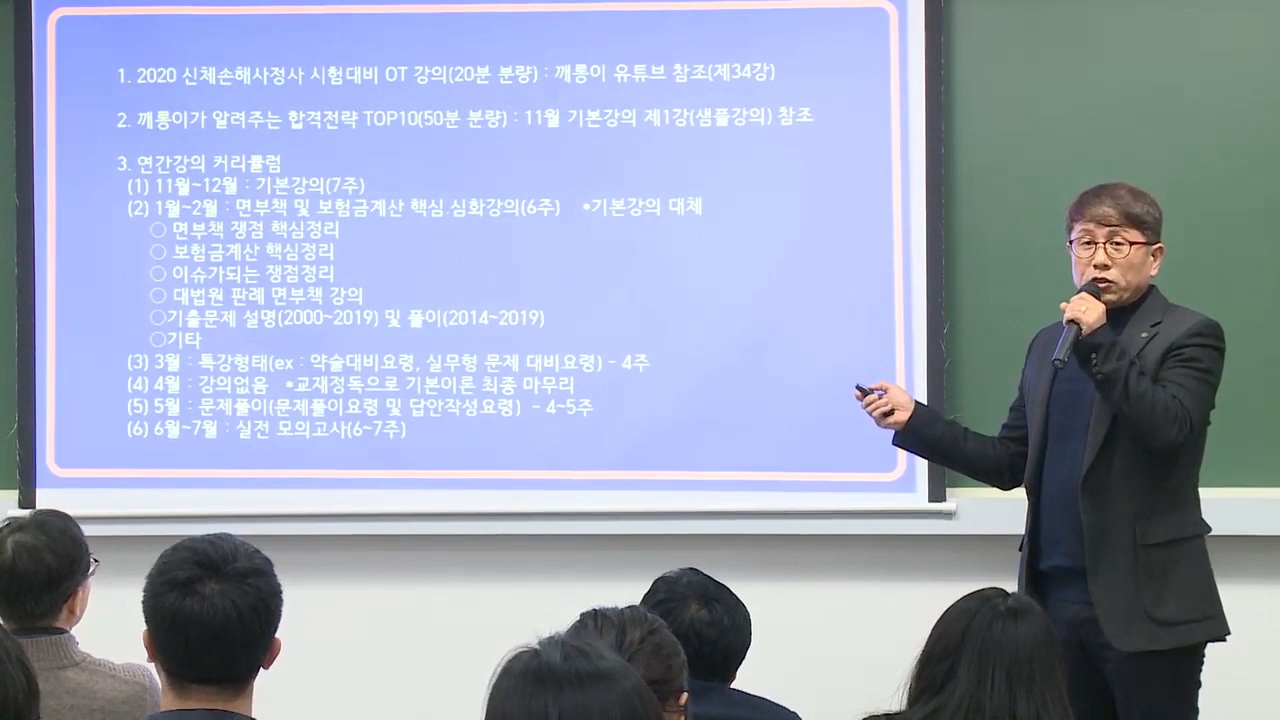 1. 2020 신체손해사정사 시험대비 OT 강의(20분 분량) : 깨통이 유튜브 참조(제34강)
2. 깨통이가 알려주는 합격전략 TOP10(50분 분량) : 11월 기본강의 제1강(샘플강의) 참조
3. 연간강의 커리큘럼
(1) 11월~12월 : 기본강의(7주)
(2) 1월~2월 : 면부책 및 보험금계산 핵심 심화강의(6주) *기본강의 대체
○ 면부책 쟁점 핵심정리
○ 보험금계산 핵심정리
○ 이슈가되는 쟁점정리
○ 대법원 판례 면부책 강의
○기출문제 설명(2000~2019) 및 풀이(2014~2019)
○기타
(3) 3월 : 특강형태(ex : 약술대비요령, 실무형 문제 대비요령) - 4주
(4) 4월 : 강의없음 *교재정독으로 기본이론 최종 마무리
(5) 5월 : 문제풀이(문제풀이요령 및 답안작성요령) - 4~5주
(6) 6월~7월 : 실전 모의고사(6~7주)